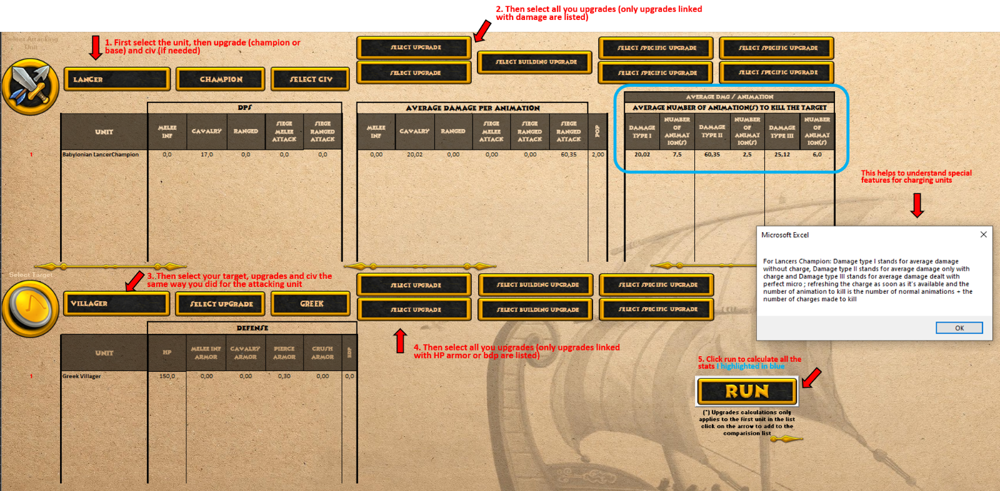 2. Then select all you upgrades (only upgrades linked
with damage are listed)
Select Attacking
Unit
1. First select the unit, then upgrade (champion or
base) and civ (if needed)
LANCER
CHAMPION
SELECT CIV
SELECT UPGRADE
SELECT UPGRADE
SELECT BUILDING UPGRADE
SELECT SPECIFIC UPGRADE
SELECT SPECIFIC UPGRADE
SELECT SPECIFIC UPGRADE
SELECT SPECIFIC UPGRADE
DPS
UNIT
MELEE
INF
CAVALRY
RANGED
SIEGE
MELEE
ATTACK
SIEGE
RANGED
ATTACK
1
Babylonian LancerChampion
0,0
17,0
0,0
0,0
0,0
AVERAGE DAMAGE PER ANIMATION
MELEE
INF
CAVALRY
RANGED
SIEGE
MELEE
ATTACK
SIEGE
RANGED
ATTACK
SIEGE
RANGED
ATTACK
POP
0,00
20,02
0,00
0,00
0,00
60,35
2,00
AVERAGE DMG / ANIMATION
AVERAGE NUMBER OF ANIMATION(S) TO KILL THE TARGET
DAMAGE
TYPE I
NUMBER
OF
ANIMAT
ION(S)
DAMAGE
TYPE II
NUMBER
OF
ANIMAT
ION(S)
DAMAGE
TYPE III
NUMBER
OF
ANIMAT
ION(S)
20,02
7,5
60,35
2,5
25,12
6,0
This helps to understand special
features for charging units
Microsoft Excel
For Lancers Champion: Damage type I stands for average damage
without charge, Damage type II stands for average damage only with
charge and Damage type III stands for average damage dealt with
perfect micro ; refreshing the charge as soon as it's available and the
number of animation to kill is the number of normal animations + the
number of charges made to kill
OK
Select Target
3. Then select your target, upgrades and civ the
same way you did for the attacking unit
VILLAGER
SELECT UPGRADE
GREEK
SELECT UPGRADE
SELECT UPGRADE
SELECT BUILDING UPGRADE
SELECT BUILDING UPGRADE
SELECT SPECIFIC UPGRADE
SELECT SPECIFIC UPGRADE
DEFENSE
UNIT
HP
MELEE INF
ARMOR
CAVALRY
ARMOR
PIERCE
ARMOR
CRUSH
ARMOR
BDP
1
Greek Villager
150,0
0,00
0,00
0,30
0,00
0,0
4. Then select all you upgrades (only upgrades linked
with HP armor or bdp are listed)
5. Click run to calculate all the
stats I highlighted in blue
RUN
(*) Upgrades calculations only
applies to the first unit in the list
click on the arrow to add to the
comparision list